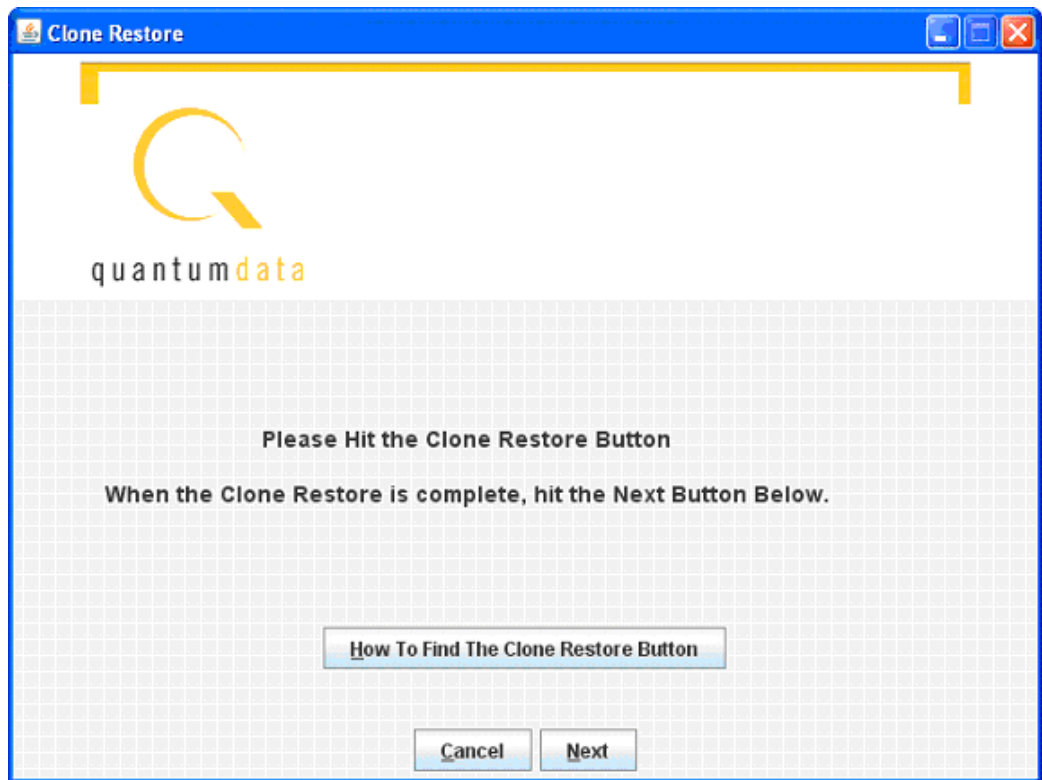 Clone Restore
quantumdata
Please Hit the Clone Restore Button
When the Clone Restore is complete, hit the Next Button Below.
How To Find The Clone Restore Button
Cancel Next